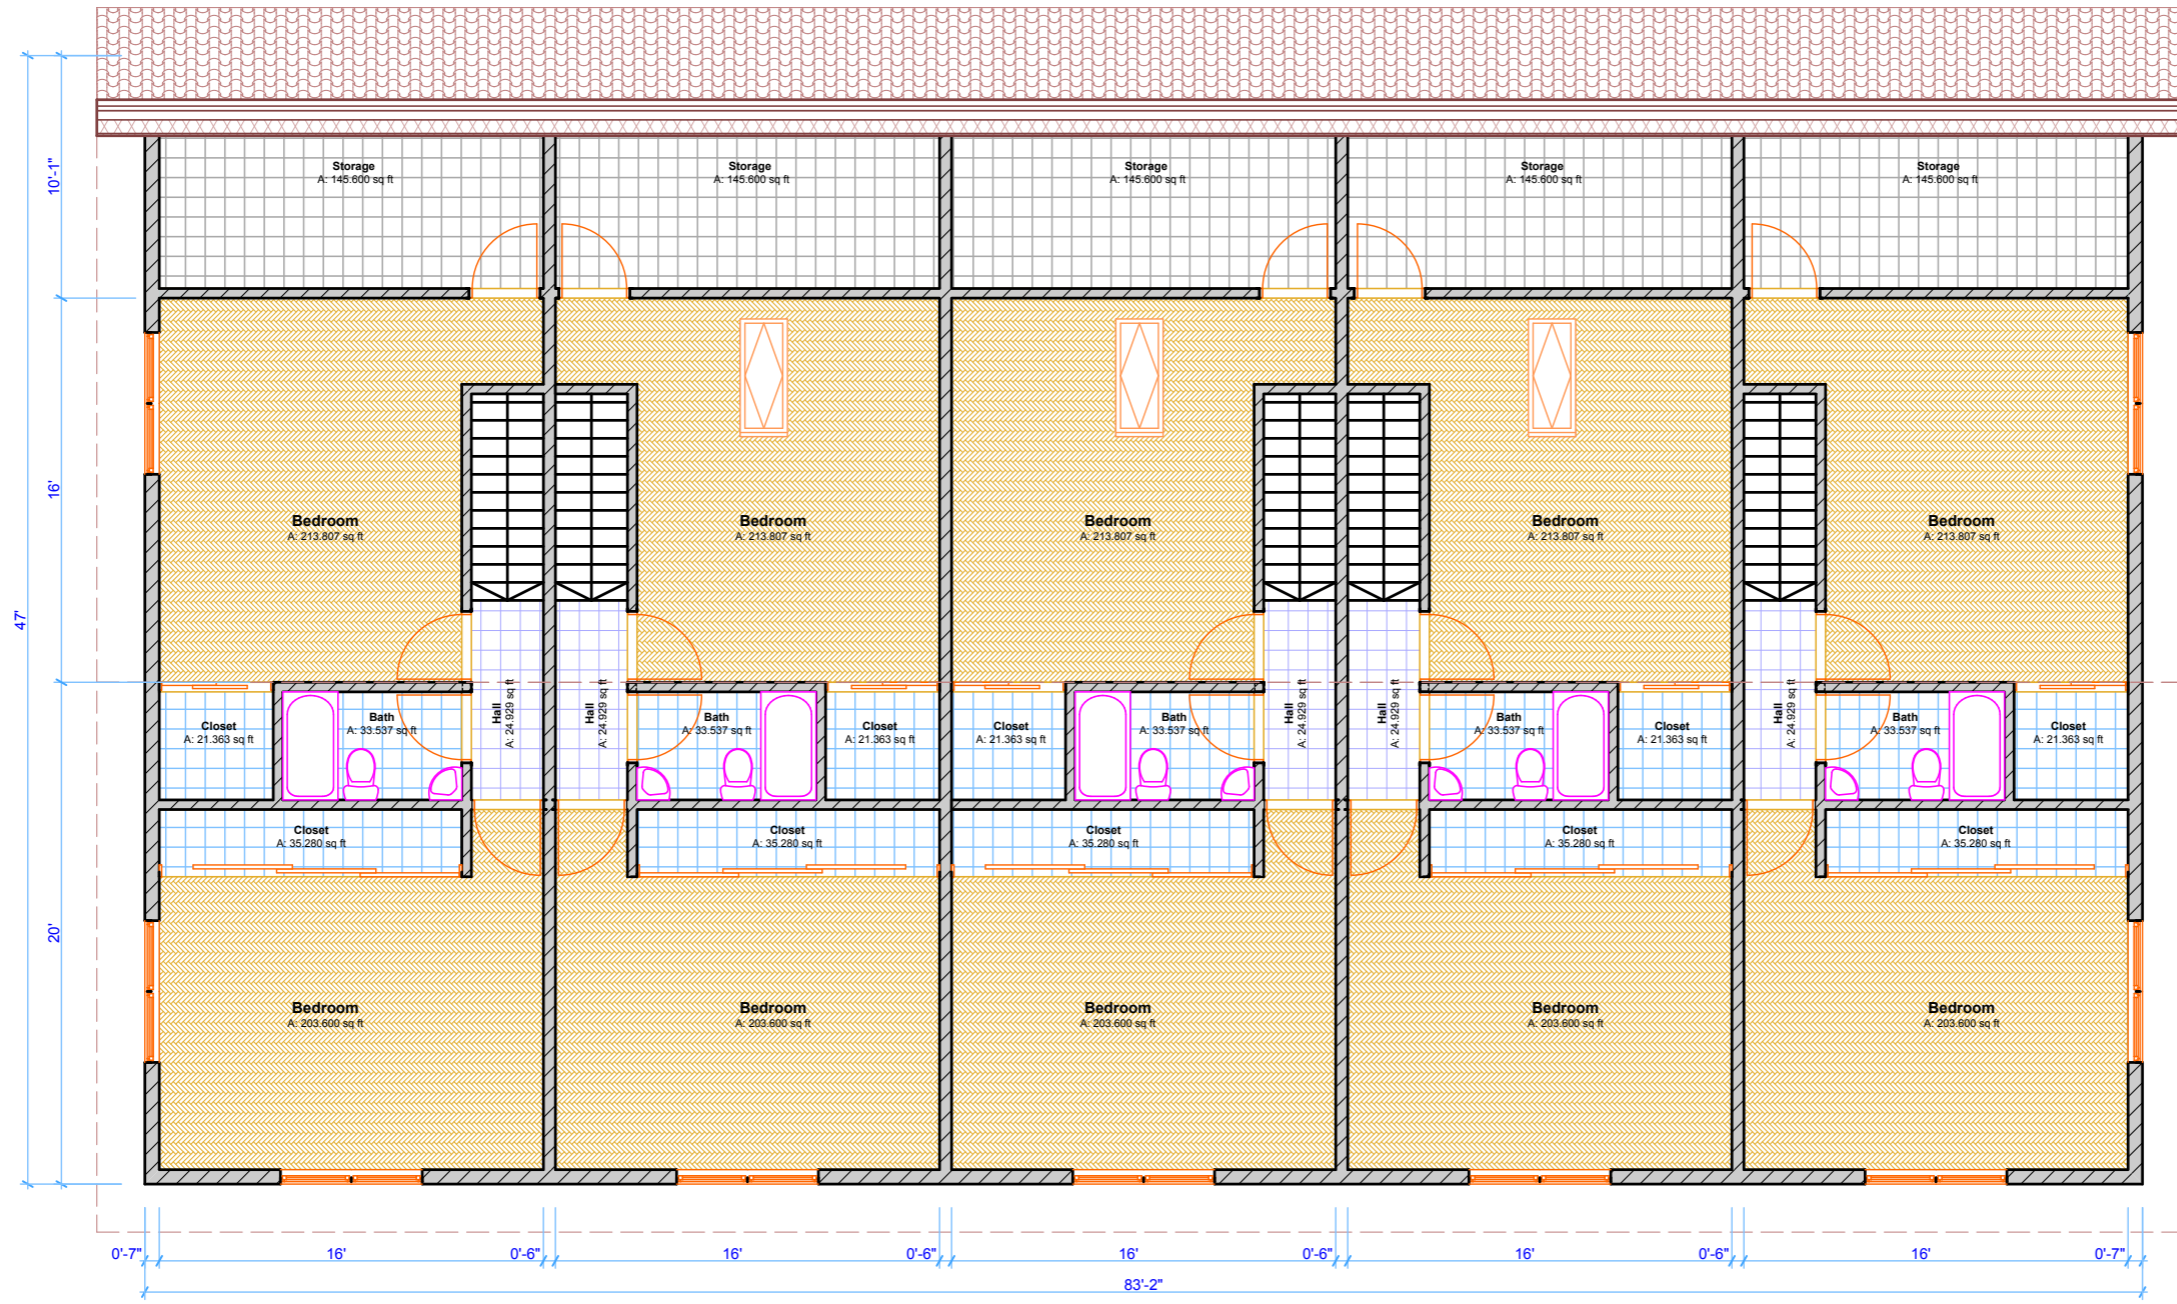 Storage
A: 145.600 sq ft
Storage
A: 145.600 sq ft
Storage
A: 145.600 sq ft
Storage
A: 145.600 sq ft
Storage
A: 145.600 sq ft
10'-1"
16'
47'
20'
Bedroom
A: 213.807 sq ft
Bedroom
A: 213.807 sq ft
Bedroom
A: 213.807 sq ft
Bedroom
A: 213.807 sq ft
Bedroom
A: 213.807 sq ft
Closet
A: 21.363 sq ft
Bath
A: 33.537 sq ft
Hall
A: 24.929 sq ft
Hall
A: 24.929 sq ft
Bath
A: 33.537 sq ft
Closet
A: 21.363 sq ft
Closet
A: 21.363 sq ft
Bath
A: 33.537 sq ft
Hall
A: 24.929 sq ft
Hall
A: 24.929 sq ft
Bath
A: 33.537 sq ft
Closet
A: 21.363 sq ft
Hall
A: 24.929 sq ft
Bath
A: 33.537 sq ft
Closet
A: 21.363 sq ft
Closet
A: 35.280 sq ft
Closet
A: 35.280 sq ft
Closet
A: 35.280 sq ft
Closet
A: 35.280 sq ft
Closet
A: 35.280 sq ft
Bedroom
A: 203.600 sq ft
Bedroom
A: 203.600 sq ft
Bedroom
A: 203.600 sq ft
Bedroom
A: 203.600 sq ft
Bedroom
A: 203.600 sq ft
0'-7" 16' 0'-6" 16' 0'-6" 16' 0'-6" 16' 0'-6" 16' 0'-7"
83'-2"